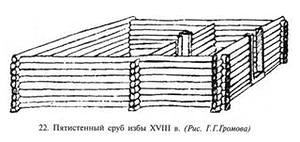 22. Пятистенный сруб избы XVIII в. (Рис. Г.Г.Громова)